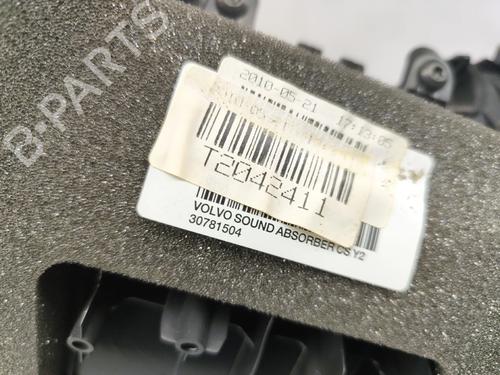 B-PARTS
2010-05-21 17:13:05
T2042411
VOLVO SOUND ABSORBER CS Y2
30781504